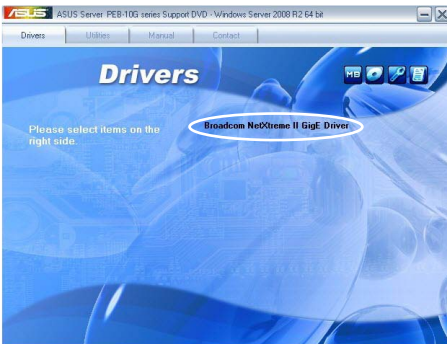 ASUS ASUS Server PEB-10G series Support DVD - Windows Server 2008 R2 64 bit
Drivers Utilities Manual Contact
Drivers
MB
Please select items on the
right side.
Broadcom NetXtreme II GigE Driver